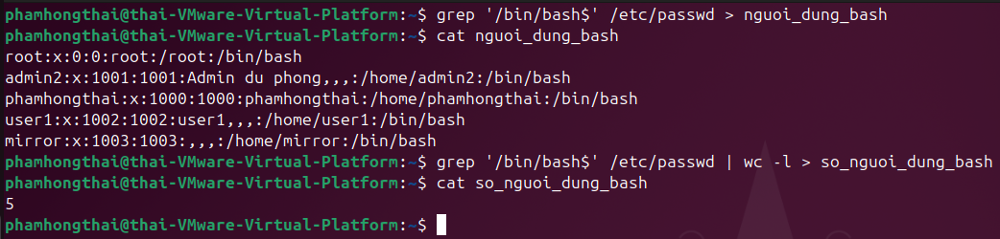 phamhongthai@thai-VMware-Virtual-Platform:~$ grep '/bin/bash$' /etc/passwd > nguoi_dung_bash
phamhongthai@thai-VMware-Virtual-Platform:~$ cat nguoi_dung_bash
root:x:0:0:root:/root:/bin/bash
admin2:x:1001:1001:Admin du phong,,,:/home/admin2:/bin/bash
phamhongthai:x:1000:1000:phamhongthai:/home/phamhongthai:/bin/bash
user1:x:1002:1002:user1,,,:/home/user1:/bin/bash
mirror:x:1003:1003:,,,:/home/mirror:/bin/bash
phamhongthai@thai-VMware-Virtual-Platform:~$ grep '/bin/bash$' /etc/passwd | wc -l > so_nguoi_dung_bash
phamhongthai@thai-VMware-Virtual-Platform:~$ cat so_nguoi_dung_bash
5
phamhongthai@thai-VMware-Virtual-Platform:~$